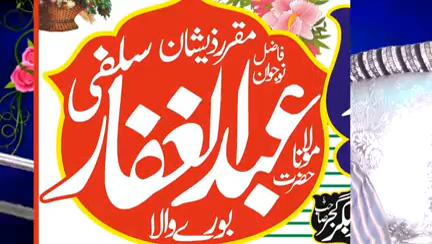 فاضل نوجوان مقرر ذیشان
حضرت مولانا عبدالغفار سلفی
بورے والا